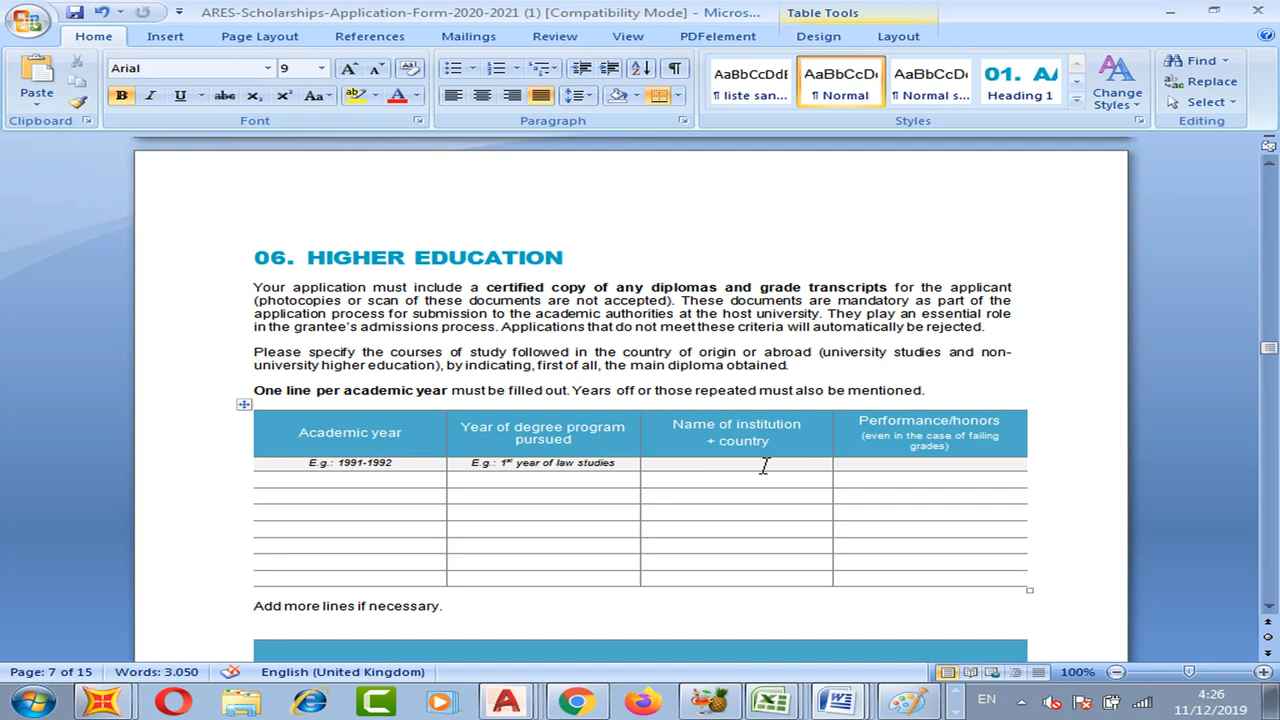 ARES-Scholarships-Application-Form-2020-2021 (1) [Compatibility Mode] - Micros...
Table Tools
Home
Insert
Page Layout
References
Mailings
Review
View
PDFelement
Design
Layout
Paste
Clipboard
Arial
9
B I U abc X₂ X² Aa
Font
Paragraph
AaBbCcDdE
¶ liste san...
AaBbCcDc
¶ Normal
AaBbCcDc
¶ Normal s...
01. AA
Heading 1
Change
Styles
Styles
Find
Replace
Select
Editing
06. HIGHER EDUCATION
Your application must include a certified copy of any diplomas and grade transcripts for the applicant
(photocopies or scan of these documents are not accepted). These documents are mandatory as part of the
application process for submission to the academic authorities at the host university. They play an essential role
in the grantee's admissions process. Applications that do not meet these criteria will automatically be rejected.
Please specify the courses of study followed in the country of origin or abroad (university studies and non-
university higher education), by indicating, first of all, the main diploma obtained.
One line per academic year must be filled out. Years off or those repeated must also be mentioned.
Academic year
Year of degree program
pursued
Name of institution
+ country
Performance/honors
(even in the case of failing
grades)
E.g.: 1991-1992
E.g.: 1st year of law studies
Add more lines if necessary.
Page: 7 of 15
Words: 3.050
English (United Kingdom)
100%
EN
4:26
11/12/2019